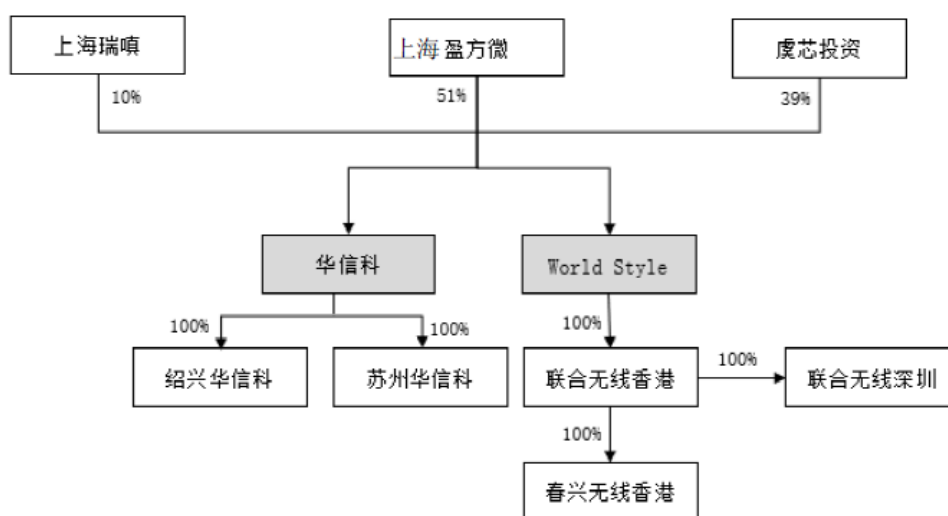 上海瑞嗔
上海盈方微
虞芯投资
10%
51%
39%
华信科
World Style
100%
100%
100%
绍兴华信科
苏州华信科
联合无线香港
100%
联合无线深圳
100%
春兴无线香港